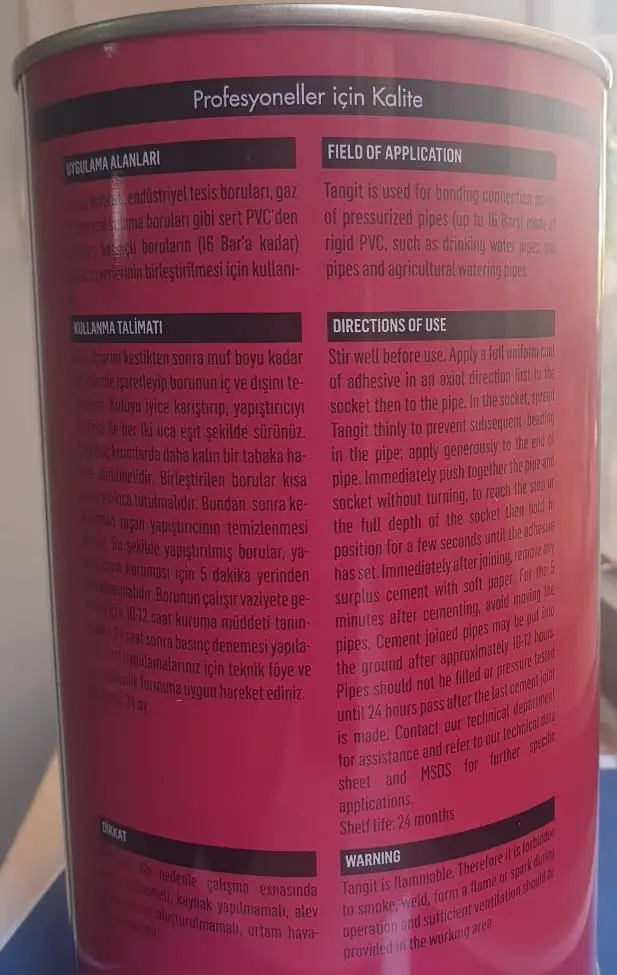 Profesyoneller için Kalite
UYGULAMA ALANLARI
endüstriyel tesis boruları, gaz
boruları gibi sert PVC'den
boruların (16 Bar'a kadar)
birleştirilmesi için kullanı-
KULLANMA TALİMATI
kestikten sonra muf boyu kadar
işaretleyip borunun iç ve dışını te-
Kutuyu iyice karıştırıp, yapıştırıcıyı
ile her iki uca eşit şekilde sürünüz.
kısımlarda daha kalın bir tabaka ha-
sürülmelidir. Birleştirilen borular kısa
tutulmalıdır. Bundan sonra ke-
taşan yapıştırıcının temizlenmesi
Bu şekilde yapıştırılmış borular, ya-
kuruması için 5 dakika yerinden
Borunun çalışır vaziyete ge-
için 10-12 saat kuruma müddeti tanın-
24 saat sonra basınç denemesi yapıla-
uygulamalarınız için teknik föye ve
formuna uygun hareket ediniz.
24 ay
DİKKAT
Bu nedenle çalışma esnasında
kaynak yapılmamalı, alev
oluşturulmamalı, ortam hava-
FIELD OF APPLICATION
Tangit is used for bonding connection
of pressurized pipes (up to 16 Bars) made of
rigid PVC, such as drinking water pipes, gas
pipes and agricultural watering pipes.
DIRECTIONS OF USE
Stir well before use. Apply a full uniform coat
of adhesive in an axial direction first to the
socket then to the pipe. In the socket, spread
Tangit thinly to prevent subsequent beading
in the pipe; apply generously to the end of
pipe. Immediately push together the pipe and
socket without turning, to reach the stop or
the full depth of the socket then hold in
position for a few seconds until the adhesive
has set. Immediately after joining, remove any
surplus cement with soft paper. For the 5
minutes after cementing, avoid moving the
pipes. Cement joined pipes may be put into
the ground after approximately 10-12 hours
Pipes should not be filled or pressure tested
until 24 hours pass after the last cement joint
is made. Contact our technical department
for assistance and refer to our technical data
sheet and MSDS for further specific
applications.
Shelf life: 24 months
WARNING
Tangit is flammable. Therefore it is forbidden
to smoke, weld, form a flame or spark during
operation and sufficient ventilation should be
provided in the working area